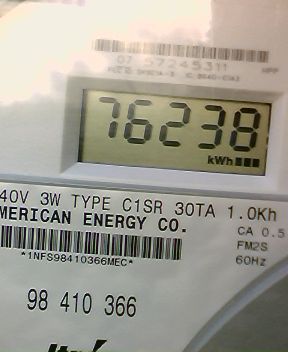 07 57245311
76238
kWh
40V 3W TYPE C1SR 30TA 1.0Kh
MERICAN ENERGY CO.
CA 0.5
FM2S
60Hz
*1NFS98410366MEC*
98 410 366